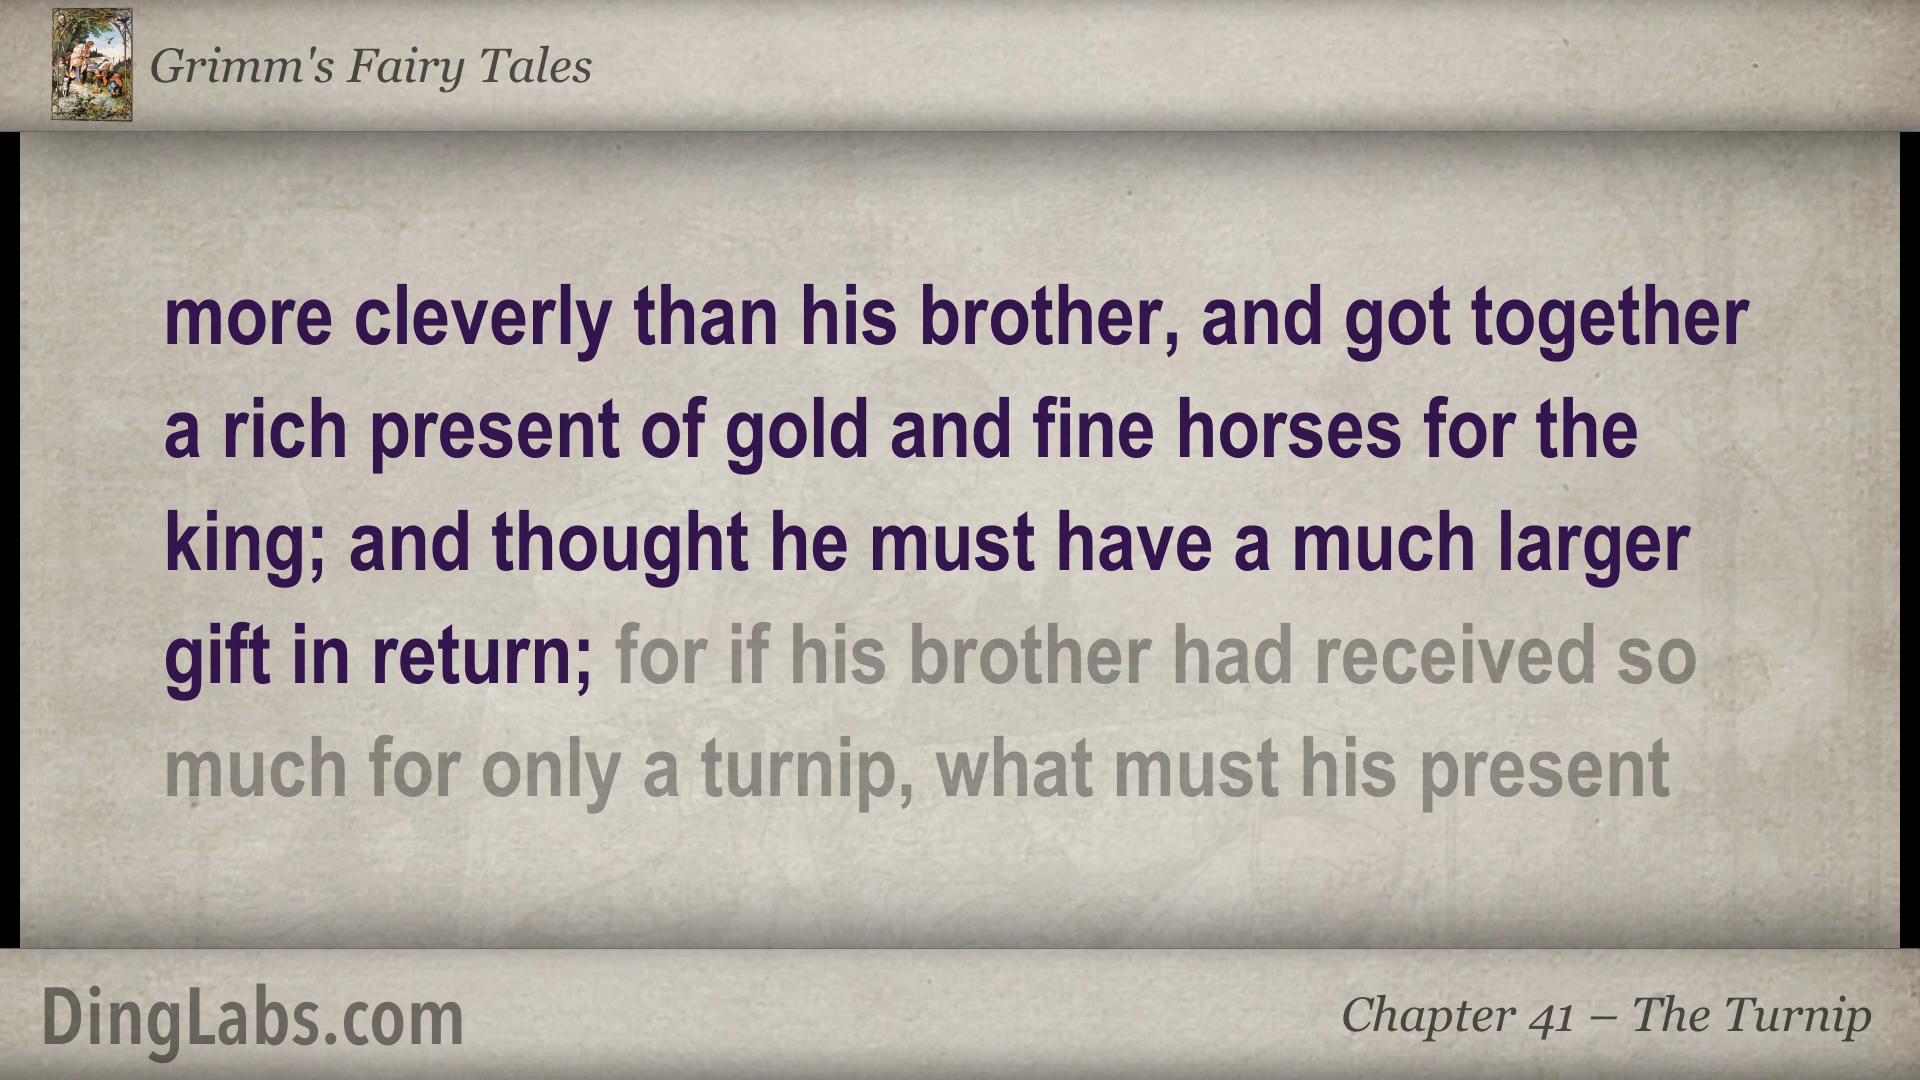 Grimm's Fairy Tales
more cleverly than his brother, and got together
a rich present of gold and fine horses for the
king; and thought he must have a much larger
gift in return; for if his brother had received so
much for only a turnip, what must his present
DingLabs.com
Chapter 41 – The Turnip